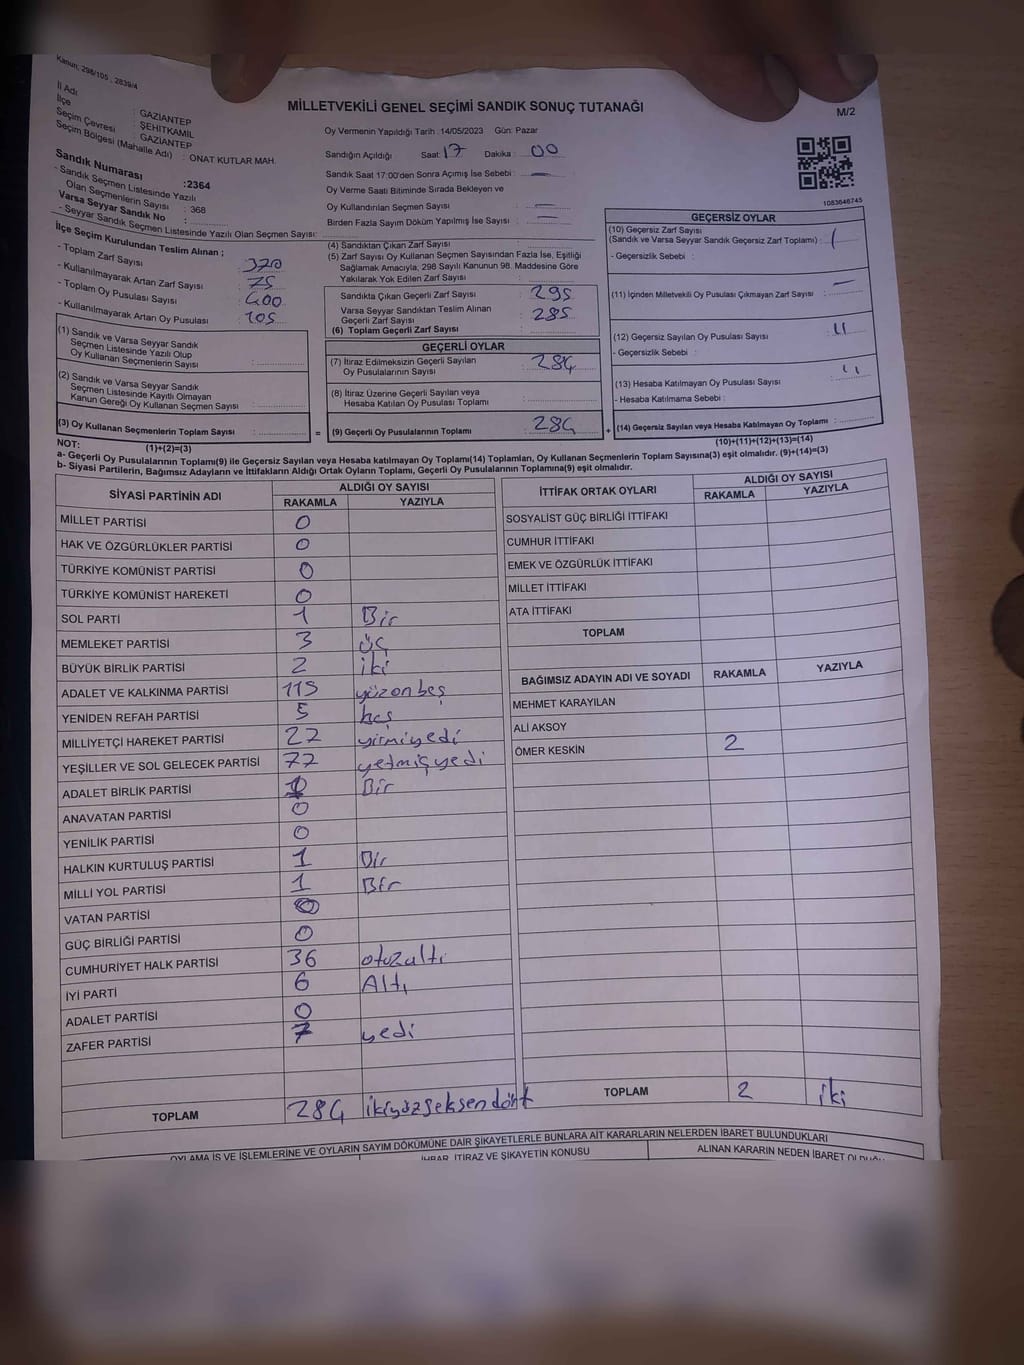 Kanun, 298/105 , 2839/4
MİLLETVEKİLİ GENEL SEÇİMİ SANDIK SONUÇ TUTANAĞI
M/2
İl Adı : GAZİANTEP
İlçe : ŞEHİTKAMİL
Seçim Çevresi : GAZİANTEP
Seçim Bölgesi (Mahalle Adı) : ONAT KUTLAR MAH.
Sandık Numarası :2364
- Sandık Seçmen Listesinde Yazılı
Olan Seçmenlerin Sayısı : 368
Varsa Seyyar Sandık No :
- Seyyar Sandık Seçmen Listesinde Yazılı Olan Seçmen Sayısı:
Oy Vermenin Yapıldığı Tarih :14/05/2023 Gün: Pazar
Sandığın Açıldığı Saat: 17 Dakika : 00
Sandık Saat 17:00'den Sonra Açımış İse Sebebi : —
Oy Verme Saati Bitiminde Sırada Bekleyen ve
Oy Kullandırılan Seçmen Sayısı :
Birden Fazla Sayım Döküm Yapılmış İse Sayısı :
1083646745
İlçe Seçim Kurulundan Teslim Alınan ;
- Toplam Zarf Sayısı : 370
- Kullanılmayarak Artan Zarf Sayısı : 75
- Toplam Oy Pusulası Sayısı : 400
- Kullanılmayarak Artan Oy Pusulası : 105
(1) Sandık ve Varsa Seyyar Sandık
Seçmen Listesinde Yazılı Olup
Oy Kullanan Seçmenlerin Sayısı :
(2) Sandık ve Varsa Seyyar Sandık
Seçmen Listesinde Kayıtlı Olmayan
Kanun Gereği Oy Kullanan Seçmen Sayısı :
(3) Oy Kullanan Seçmenlerin Toplam Sayısı : =
(1)+(2)=(3)
(4) Sandıktan Çıkan Zarf Sayısı :
(5) Zarf Sayısı Oy Kullanan Seçmen Sayısından Fazla İse, Eşitliği
Sağlamak Amacıyla, 298 Sayılı Kanunun 98. Maddesine Göre
Yakılarak Yok Edilen Zarf Sayısı :
Sandıkta Çıkan Geçerli Zarf Sayısı : 295
Varsa Seyyar Sandıktan Teslim Alınan
Geçerli Zarf Sayısı : 285
(6) Toplam Geçerli Zarf Sayısı :
GEÇERLİ OYLAR
(7) İtiraz Edilmeksizin Geçerli Sayılan
Oy Pusulalarının Sayısı : 284
(8) İtiraz Üzerine Geçerli Sayılan veya
Hesaba Katılan Oy Pusulası Toplamı :
(9) Geçerli Oy Pusulalarının Toplamı : 284 +
GEÇERSİZ OYLAR
(10) Geçersiz Zarf Sayısı
(Sandık ve Varsa Seyyar Sandık Geçersiz Zarf Toplamı) : 1
- Geçersizlik Sebebi :
(11) İçinden Milletvekili Oy Pusulası Çıkmayan Zarf Sayısı : —
(12) Geçersiz Sayılan Oy Pusulası Sayısı : 11
- Geçersizlik Sebebi :
(13) Hesaba Katılmayan Oy Pusulası Sayısı :
- Hesaba Katılmama Sebebi :
(14) Geçersiz Sayılan veya Hesaba Katılmayan Oy Toplamı :
(10)+(11)+(12)+(13)=(14)
NOT:
a- Geçerli Oy Pusulalarının Toplamı(9) ile Geçersiz Sayılan veya Hesaba Katılmayan Oy Toplamı(14) Toplamları, Oy Kullanan Seçmenlerin Toplam Sayısına(3) eşit olmalıdır. (9)+(14)=(3)
b- Siyasi Partilerin, Bağımsız Adayların ve İttifakların Aldığı Ortak Oyların Toplamı, Geçerli Oy Pusulalarının Toplamına(9) eşit olmalıdır.
SİYASİ PARTİNİN ADI ALDIĞI OY SAYISI
RAKAMLA YAZIYLA
MİLLET PARTİSİ 0
HAK VE ÖZGÜRLÜKLER PARTİSİ 0
TÜRKİYE KOMÜNİST PARTİSİ 0
TÜRKİYE KOMÜNİST HAREKETİ 0
SOL PARTİ 1 Bir
MEMLEKET PARTİSİ 3 üç
BÜYÜK BİRLİK PARTİSİ 2 iki
ADALET VE KALKINMA PARTİSİ 115 yüzonbeş
YENİDEN REFAH PARTİSİ 5 beş
MİLLİYETÇİ HAREKET PARTİSİ 27 yirmiyedi
YEŞİLLER VE SOL GELECEK PARTİSİ 77 yetmişyedi
ADALET BİRLİK PARTİSİ 1 Bir
ANAVATAN PARTİSİ 0
YENİLİK PARTİSİ 0
HALKIN KURTULUŞ PARTİSİ 1 Bir
MİLLİ YOL PARTİSİ 1 Bir
VATAN PARTİSİ 0
GÜÇ BİRLİĞİ PARTİSİ 0
CUMHURİYET HALK PARTİSİ 36 otuzaltı
İYİ PARTİ 6 Altı
ADALET PARTİSİ 0
ZAFER PARTİSİ 7 yedi
TOPLAM 284 ikiyüzseksendört
İTTİFAK ORTAK OYLARI ALDIĞI OY SAYISI
RAKAMLA YAZIYLA
SOSYALİST GÜÇ BİRLİĞİ İTTİFAKI
CUMHUR İTTİFAKI
EMEK VE ÖZGÜRLÜK İTTİFAKI
MİLLET İTTİFAKI
ATA İTTİFAKI
TOPLAM
BAĞIMSIZ ADAYIN ADI VE SOYADI RAKAMLA YAZIYLA
MEHMET KARAYILAN
ALİ AKSOY
ÖMER KESKİN 2
TOPLAM 2 iki
OYLAMA İŞ VE İŞLEMLERİNE VE OYLARIN SAYIM DÖKÜMÜNE DAİR ŞİKAYETLERLE BUNLARA AİT KARARLARIN NELERDEN İBARET BULUNDUKLARI
İHBAR, İTİRAZ VE ŞİKAYETİN KONUSU
ALINAN KARARIN NEDEN İBARET OLDUĞU